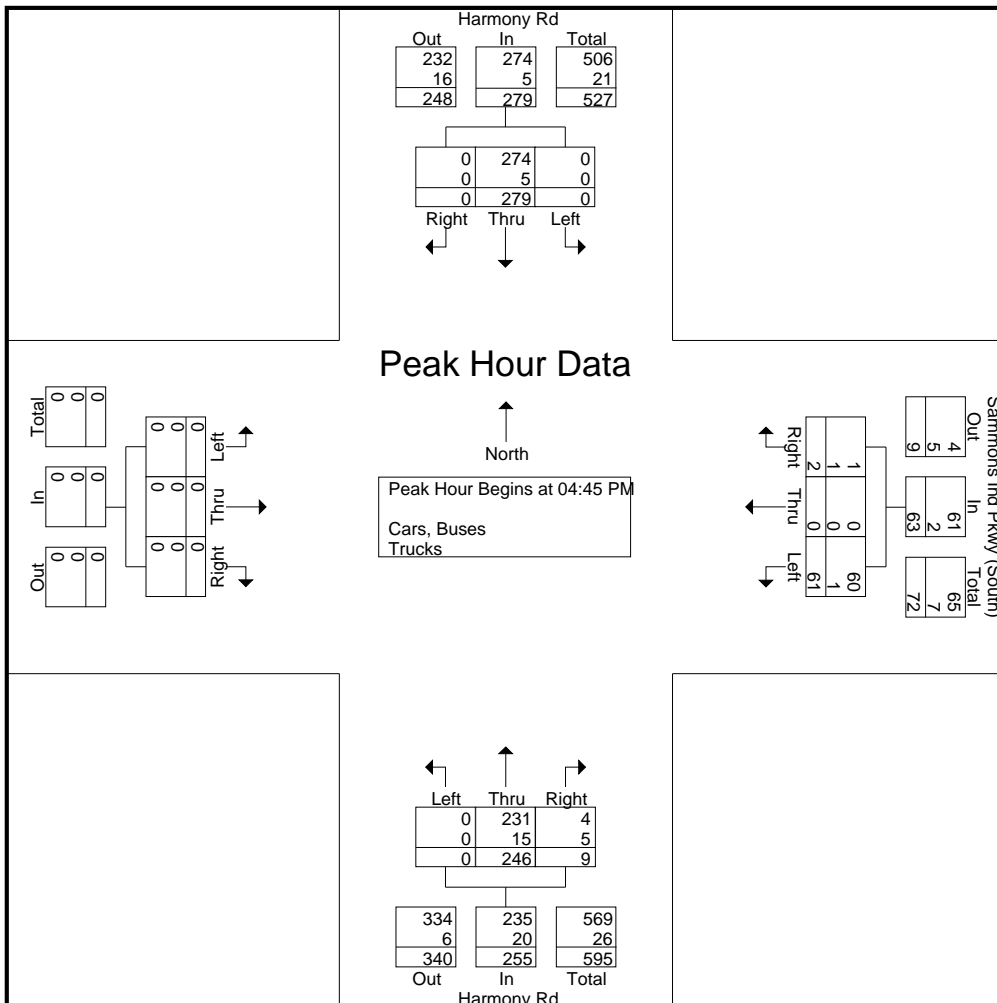 Harmony Rd
Out In Total
232 274 506
16 5 21
248 279 527
0 274 0
0 5 0
0 279 0
Right Thru Left
Peak Hour Data
North
Peak Hour Begins at 04:45 PM
Cars, Buses
Trucks
Total
0 0 0
In
0 0 0
Out
0 0 0
Left
0 0 0
Thru
0 0 0
Right
0 0 0
Right
1 1 2
Thru
0 0 0
Left
60 1 61
Sammons Ind Pkwy (South)
Out In Total
4 61 65
5 2 7
9 63 72
Left Thru Right
0 231 4
0 15 5
0 246 9
334 235 569
6 20 26
340 255 595
Out In Total
Harmony Rd